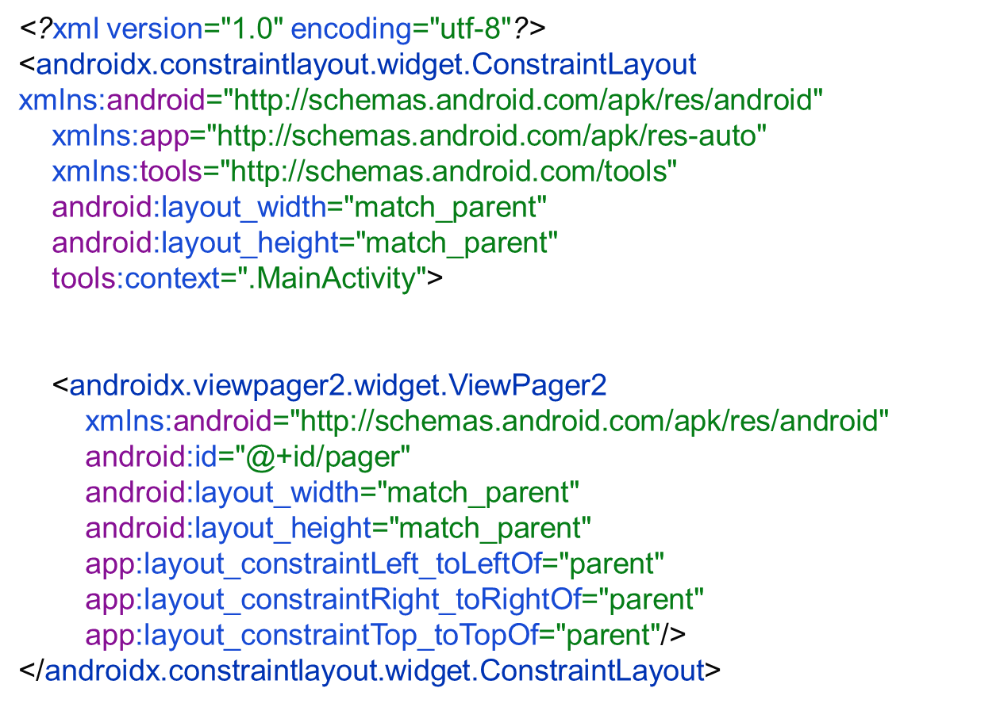 <?xml version="1.0" encoding="utf-8"?>
<androidx.constraintlayout.widget.ConstraintLayout
xmlns:android="http://schemas.android.com/apk/res/android"
xmlns:app="http://schemas.android.com/apk/res-auto"
xmlns:tools="http://schemas.android.com/tools"
android:layout_width="match_parent"
android:layout_height="match_parent"
tools:context=".MainActivity">
<androidx.viewpager2.widget.ViewPager2
xmlns:android="http://schemas.android.com/apk/res/android"
android:id="@+id/pager"
android:layout_width="match_parent"
android:layout_height="match_parent"
app:layout_constraintLeft_toLeftOf="parent"
app:layout_constraintRight_toRightOf="parent"
app:layout_constraintTop_toTopOf="parent"/>
</androidx.constraintlayout.widget.ConstraintLayout>